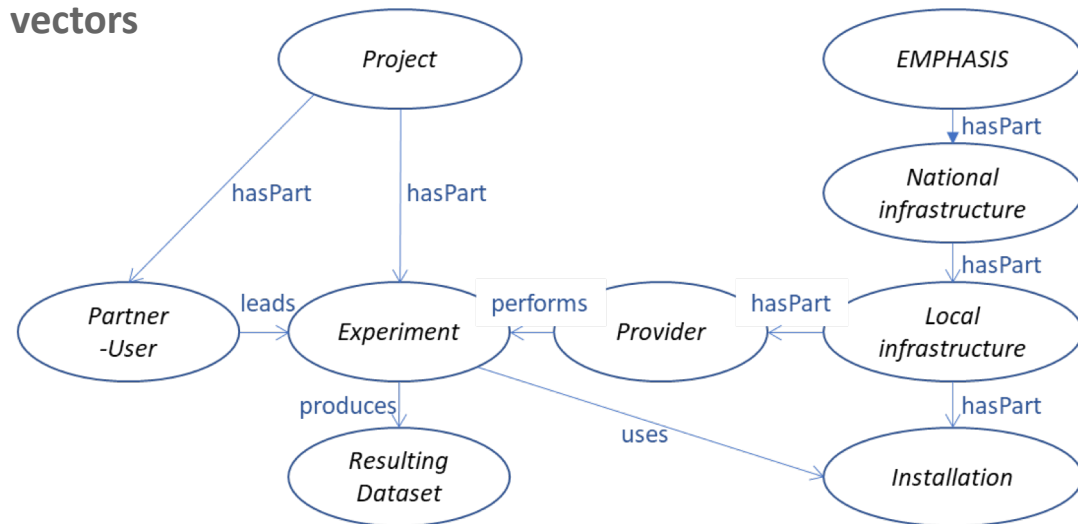 vectors
Project
EMPHASIS
hasPart
National
infrastructure
hasPart
hasPart
hasPart
Partner
-User
leads
Experiment
performs
Provider
hasPart
Local
infrastructure
produces
uses
hasPart
Resulting
Dataset
Installation